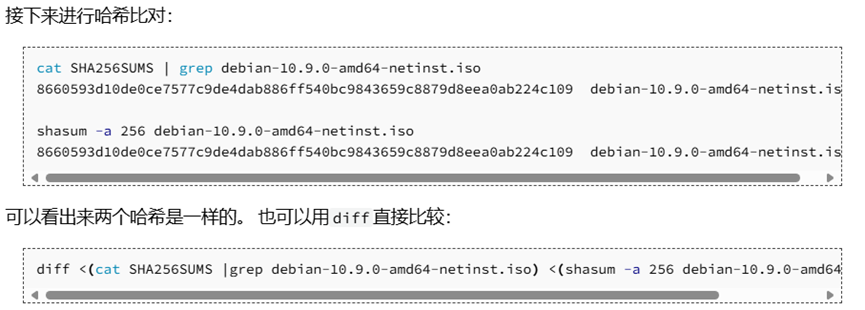 接下来进行哈希比对：
cat SHA256SUMS | grep debian-10.9.0-amd64-netinst.iso
8660593d10de0ce7577c9de4dab886ff540bc9843659c8879d8eea0ab224c109  debian-10.9.0-amd64-netinst.is
shasum -a 256 debian-10.9.0-amd64-netinst.iso
8660593d10de0ce7577c9de4dab886ff540bc9843659c8879d8eea0ab224c109  debian-10.9.0-amd64-netinst.is
可以看出来两个哈希是一样的。 也可以用diff直接比较：
diff <(cat SHA256SUMS |grep debian-10.9.0-amd64-netinst.iso) <(shasum -a 256 debian-10.9.0-amd64